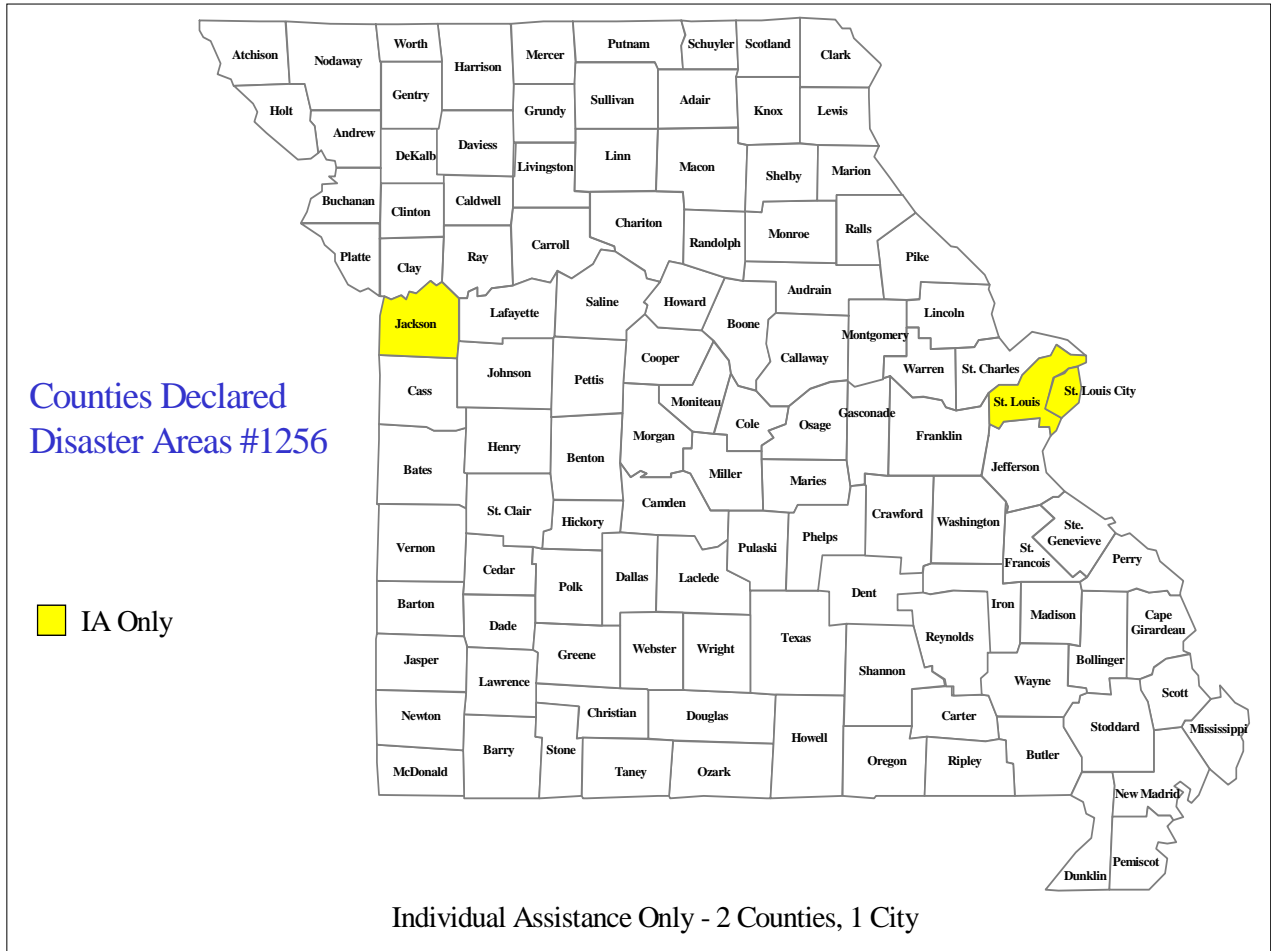 Atchison
Nodaway
Worth
Harrison
Mercer
Putnam
Schuyler
Scotland
Clark
Holt
Gentry
Grundy
Sullivan
Adair
Knox
Lewis
Andrew
DeKalb
Daviess
Livingston
Linn
Macon
Shelby
Marion
Buchanan
Clinton
Caldwell
Chariton
Randolph
Monroe
Ralls
Platte
Clay
Ray
Carroll
Pike
Jackson
Lafayette
Saline
Howard
Boone
Audrain
Montgomery
Lincoln
Cass
Johnson
Pettis
Cooper
Moniteau
Callaway
Warren
St. Charles
St. Louis
St. Louis City
Counties Declared
Disaster Areas #1256
Bates
Henry
Benton
Morgan
Cole
Osage
Gasconade
Franklin
Jefferson
Miller
Maries
Vernon
St. Clair
Hickory
Camden
Pulaski
Phelps
Crawford
Washington
St.
Francois
Ste.
Genevieve
Perry
IA Only
Barton
Cedar
Polk
Dallas
Laclede
Dent
Iron
Madison
Cape
Girardeau
Jasper
Dade
Greene
Webster
Wright
Texas
Shannon
Reynolds
Wayne
Bollinger
Scott
Newton
Lawrence
Christian
Douglas
Howell
Carter
Butler
Stoddard
Mississippi
McDonald
Barry
Stone
Taney
Ozark
Oregon
Ripley
New Madrid
Dunklin
Pemiscot
Individual Assistance Only - 2 Counties, 1 City